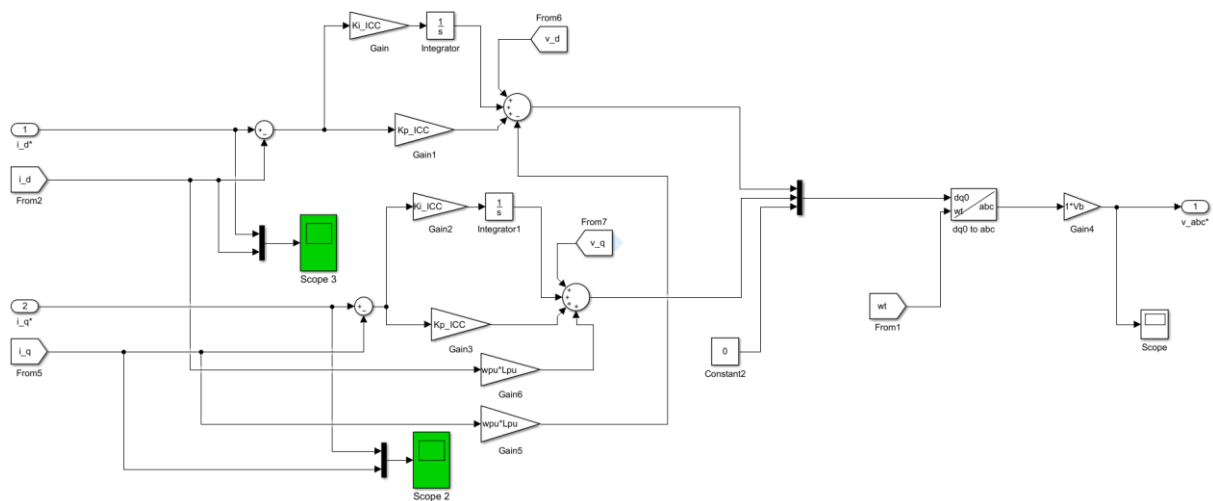 From6
v_d
Ki_ICC
1
s
Gain
Integrator
+
+
+
−
1
i_d*
+
−
Kp_ICC
Gain1
i_d
From2
Ki_ICC
1
s
Gain2
Integrator1
From7
v_q
dq0
wt
abc
dq0 to abc
1*Vb
Gain4
1
v_abc*
Scope 3
2
i_q*
+
−
+
+
+
+
Kp_ICC
Gain3
wt
From1
Scope
i_q
From5
0
Constant2
wpu*Lpu
Gain6
wpu*Lpu
Gain5
Scope 2